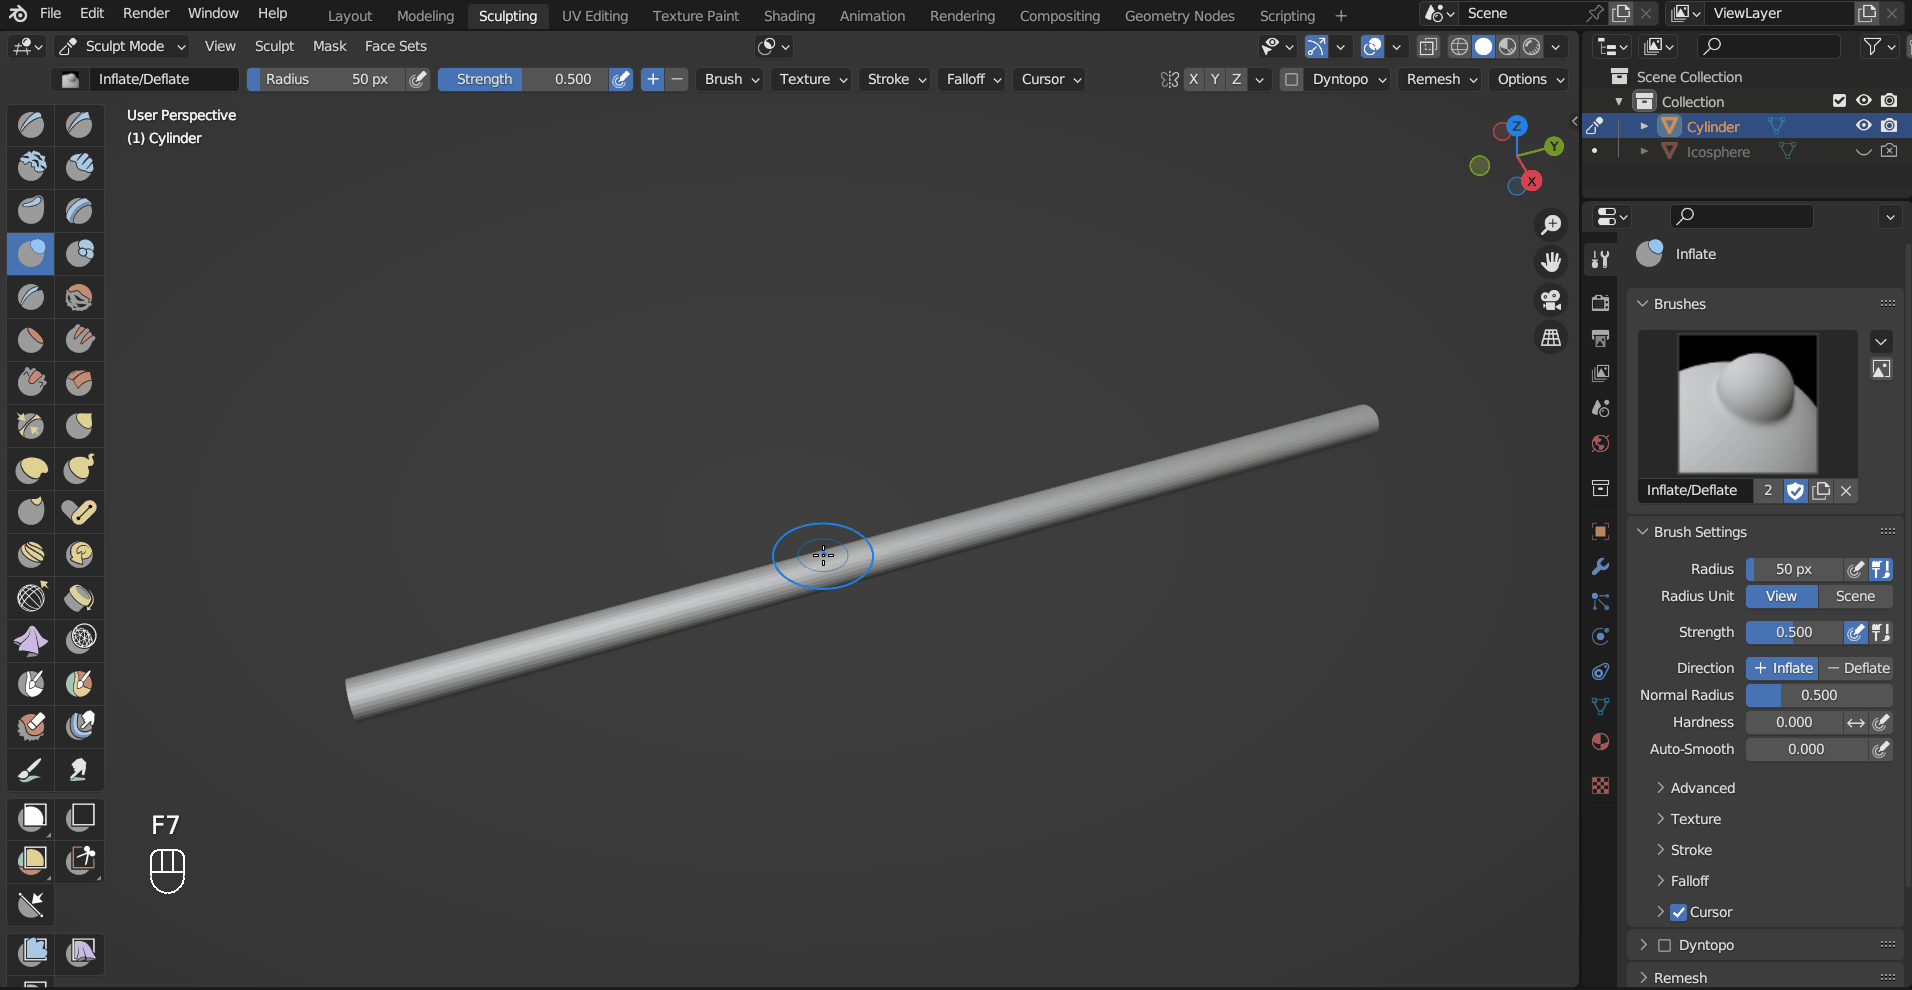 File Edit Render Window Help Layout Modeling Sculpting UV Editing Texture Paint Shading Animation Rendering Compositing Geometry Nodes Scripting + Scene ViewLayer
Sculpt Mode View Sculpt Mask Face Sets
Inflate/Deflate Radius 50 px Strength 0.500 + − Brush Texture Stroke Falloff Cursor X Y Z Dyntopo Remesh Options
User Perspective
(1) Cylinder
Z
Y
X
F7
Scene Collection
Collection
Cylinder
Icosphere
Inflate
Brushes
Inflate/Deflate 2
Brush Settings
Radius 50 px
Radius Unit View Scene
Strength 0.500
Direction + Inflate − Deflate
Normal Radius 0.500
Hardness 0.000
Auto-Smooth 0.000
Advanced
Texture
Stroke
Falloff
Cursor
Dyntopo
Remesh